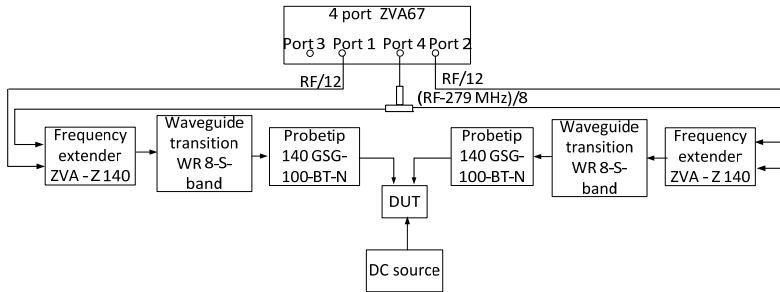 4 port ZVA67
Port 3 Port 1 Port 4 Port 2
RF/12
RF/12
(RF-279 MHz)/8
Frequency
extender
ZVA - Z 140
Waveguide
transition
WR 8-S-
band
Probetip
140 GSG-
100-BT-N
Probetip
140 GSG-
100-BT-N
Waveguide
transition
WR 8-S-
band
Frequency
extender
ZVA - Z 140
DUT
DC source